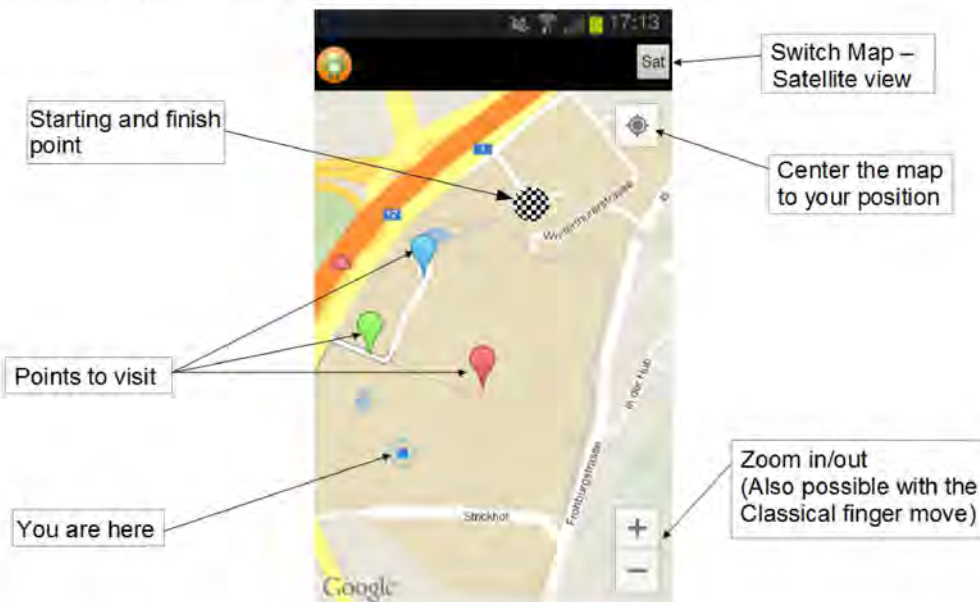 17:13
Sat
Switch Map –
Satellite view
Starting and finish
point
Center the map
to your position
Winterthurerstrasse
Points to visit
In der Hub
Frohburgstrasse
You are here
Strickhof
Zoom in/out
(Also possible with the
Classical finger move)
+
−
Google